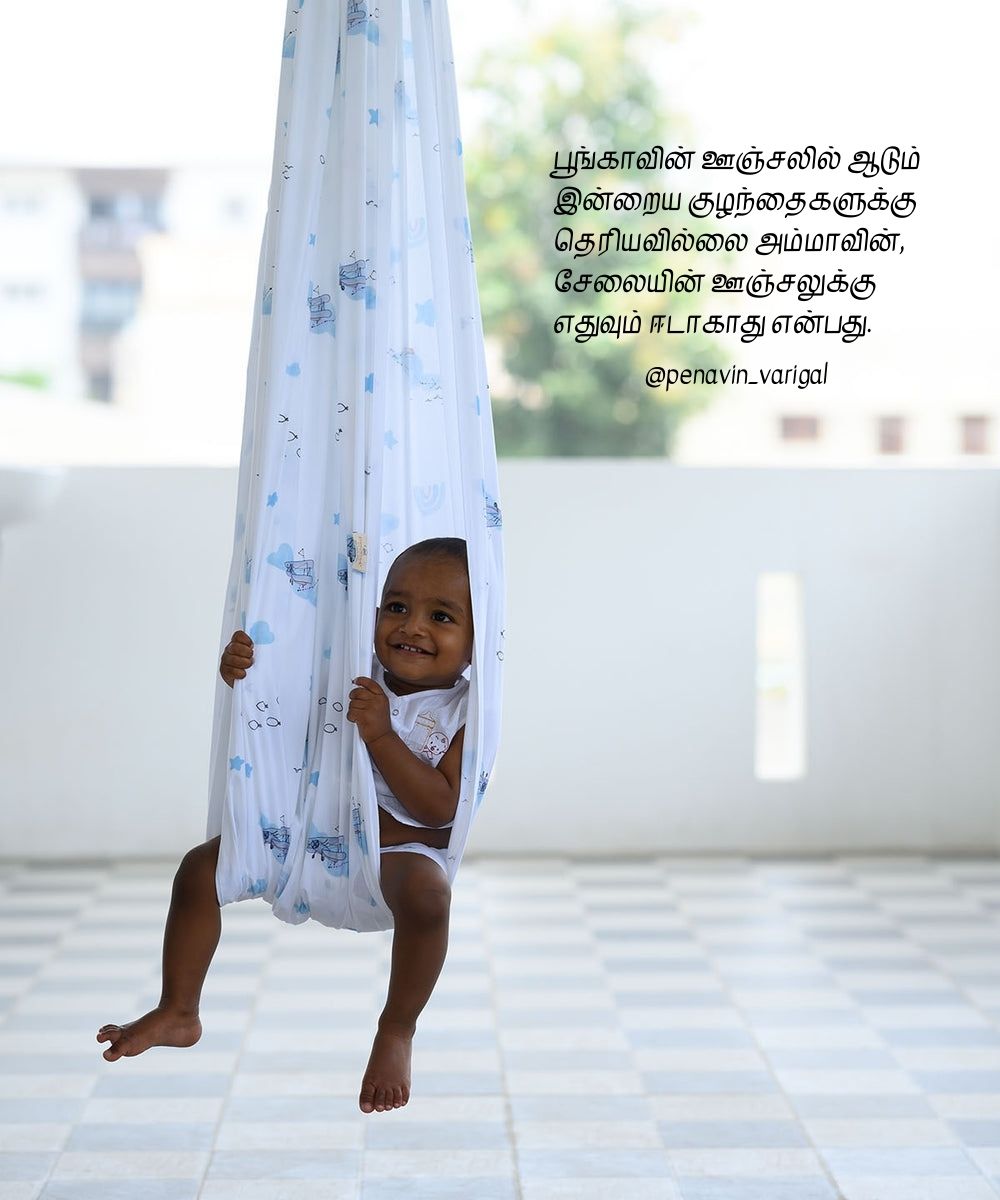 பூங்காவின் ஊஞ்சலில் ஆடும்
இன்றைய குழந்தைகளுக்கு
தெரியவில்லை அம்மாவின்,
சேலையின் ஊஞ்சலுக்கு
எதுவும் ஈடாகாது என்பது.
@penavin_varigal